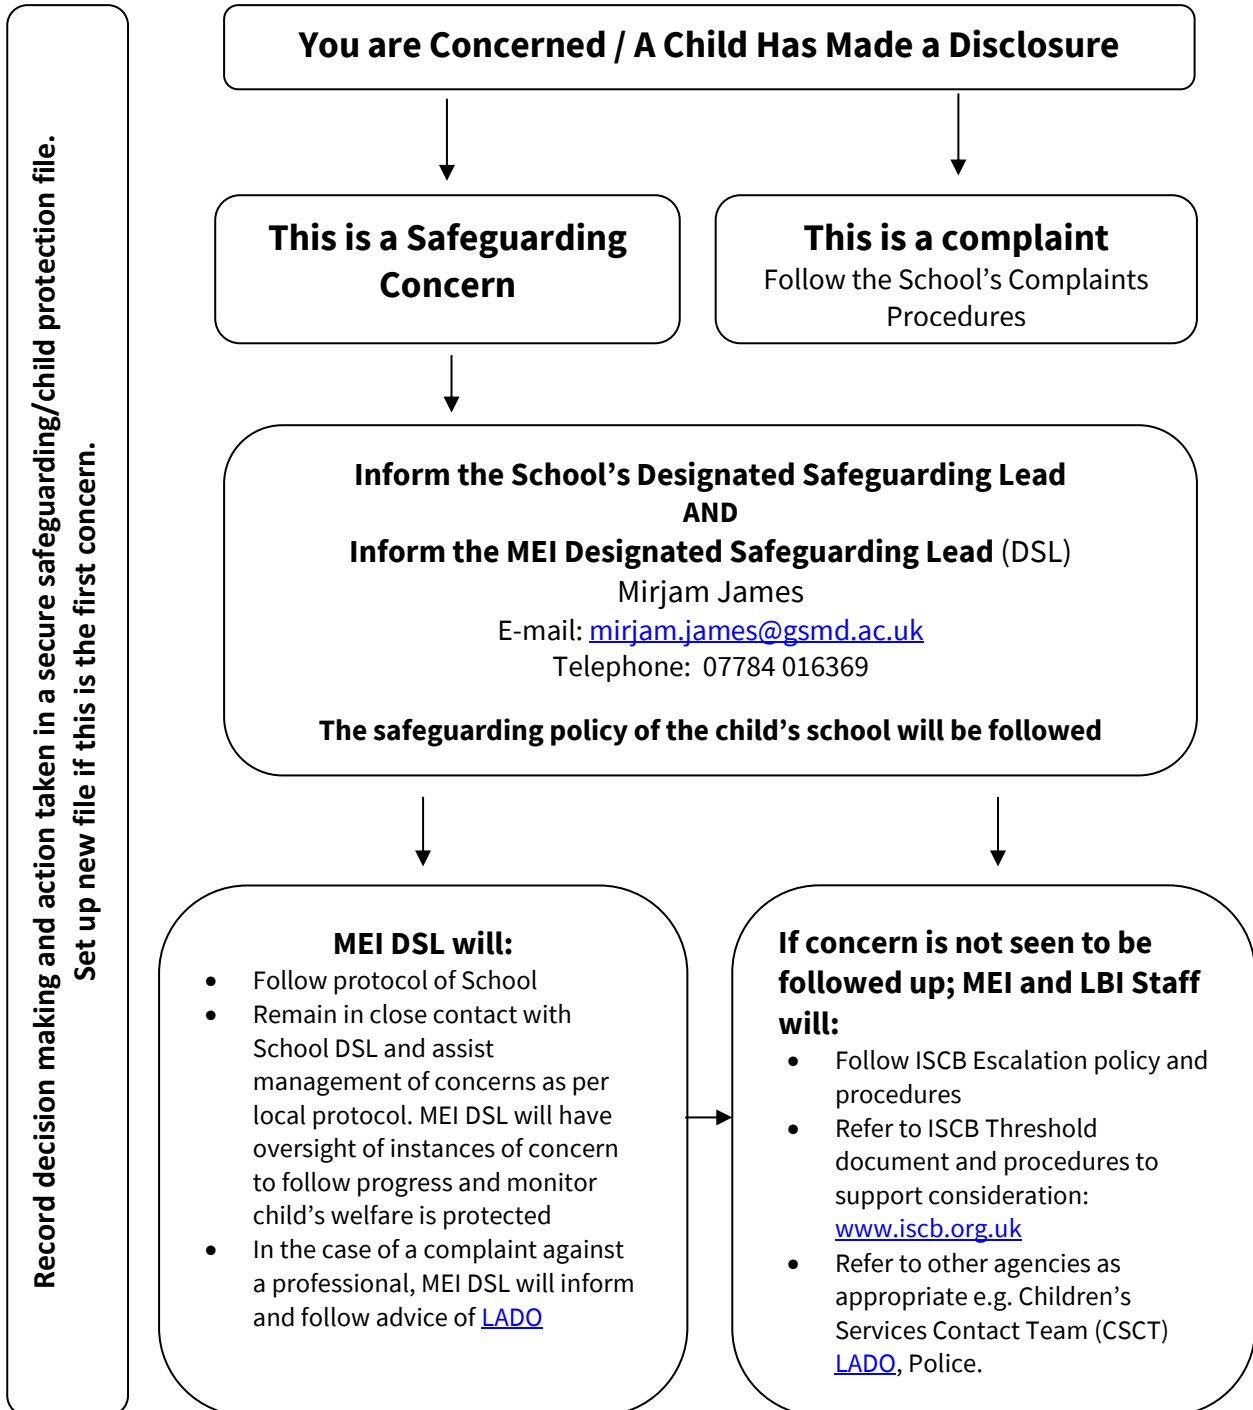 You are Concerned / A Child Has Made a Disclosure
Record decision making and action taken in a secure safeguarding/child protection file.
Set up new file if this is the first concern.
This is a Safeguarding
Concern
This is a complaint
Follow the School’s Complaints
Procedures
Inform the School’s Designated Safeguarding Lead
AND
Inform the MEI Designated Safeguarding Lead (DSL)
Mirjam James
E-mail: mirjam.james@gsmd.ac.uk
Telephone: 07784 016369
The safeguarding policy of the child’s school will be followed
MEI DSL will:
• Follow protocol of School
• Remain in close contact with
School DSL and assist
management of concerns as per
local protocol. MEI DSL will have
oversight of instances of concern
to follow progress and monitor
child’s welfare is protected
• In the case of a complaint against
a professional, MEI DSL will inform
and follow advice of LADO
If concern is not seen to be
followed up; MEI and LBI Staff
will:
• Follow ISCB Escalation policy and
procedures
• Refer to ISCB Threshold
document and procedures to
support consideration:
www.iscb.org.uk
• Refer to other agencies as
appropriate e.g. Children’s
Services Contact Team (CSCT)
LADO, Police.